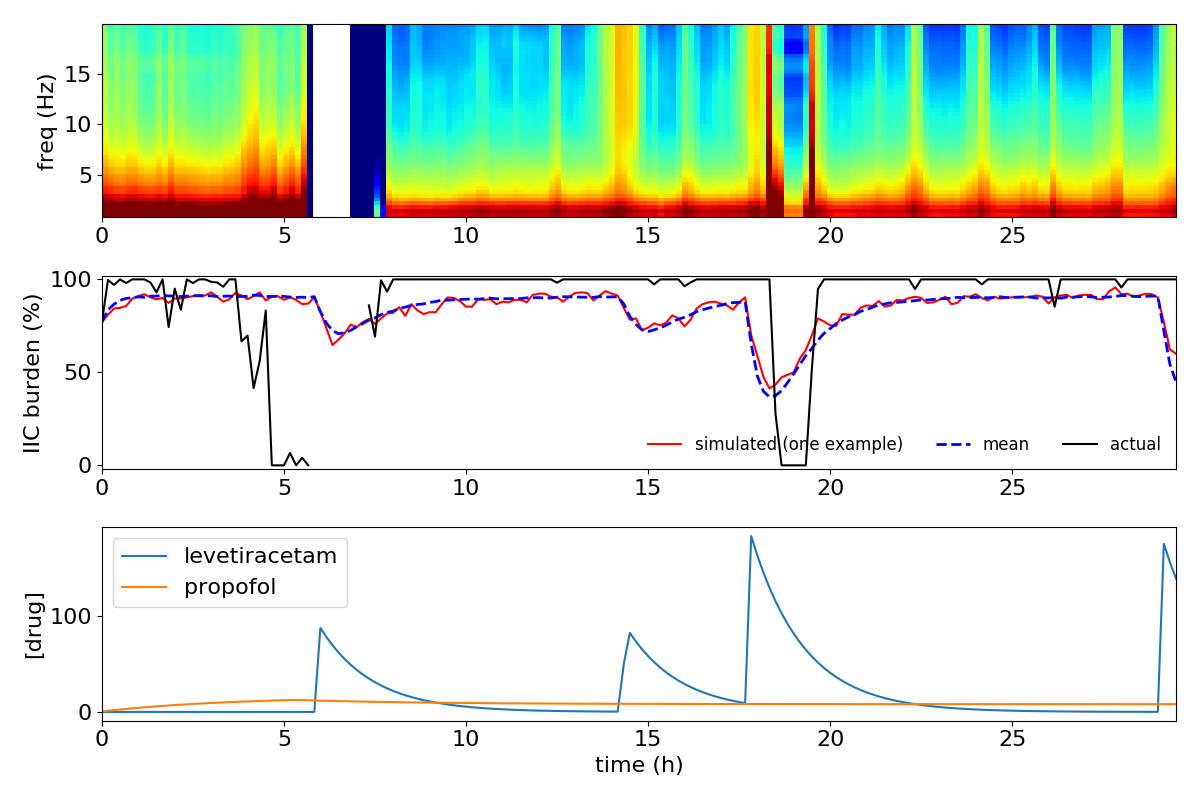 freq (Hz)
15
10
5
0 5 10 15 20 25
IIC burden (%)
100
50
0
simulated (one example) mean actual
0 5 10 15 20 25
[drug]
100
0
levetiracetam
propofol
0 5 10 15 20 25
time (h)